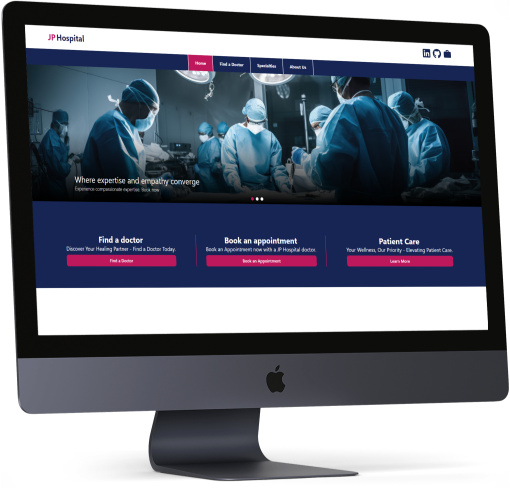 JP Hospital
Home Find a Doctor Specialties About Us
Where expertise and empathy converge
Experience compassionate expertise. Book now
Find a doctor
Discover Your Healing Partner - Find a Doctor Today.
Find a Doctor
Book an appointment
Book an Appointment now with a JP Hospital doctor.
Book an Appointment
Patient Care
Your Wellness, Our Priority - Elevating Patient Care.
Learn More